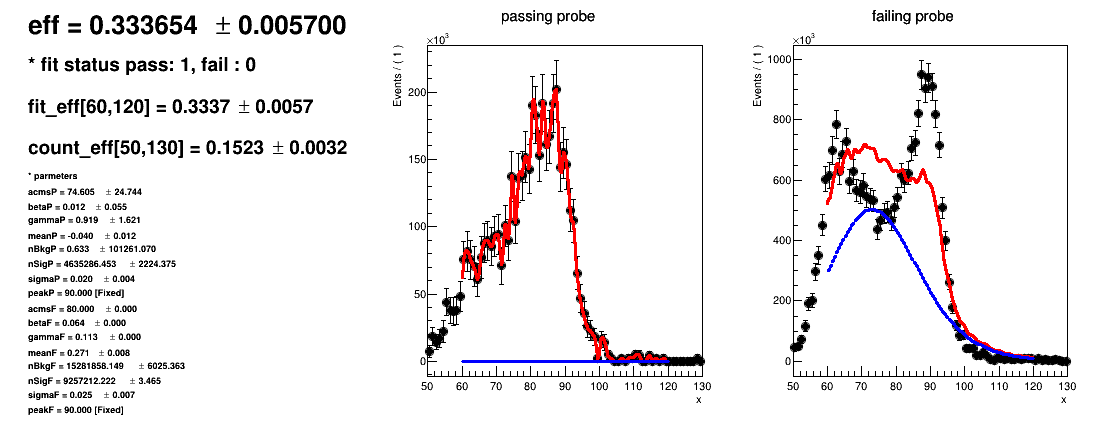 eff = 0.333654 ± 0.005700
* fit status pass: 1, fail : 0
fit_eff[60,120] = 0.3337 ± 0.0057
count_eff[50,130] = 0.1523 ± 0.0032
* parmeters
acmsP = 74.605 ± 24.744
betaP = 0.012 ± 0.055
gammaP = 0.919 ± 1.621
meanP = -0.040 ± 0.012
nBkgP = 0.633 ± 101261.070
nSigP = 4635286.453 ± 2224.375
sigmaP = 0.020 ± 0.004
peakP = 90.000 [Fixed]
acmsF = 80.000 ± 0.000
betaF = 0.064 ± 0.000
gammaF = 0.113 ± 0.000
meanF = 0.271 ± 0.008
nBkgF = 15281858.149 ± 6025.363
nSigF = 9257212.222 ± 3.465
sigmaF = 0.025 ± 0.007
peakF = 90.000 [Fixed]
passing probe
×10³
Events / ( 1 )
200
150
100
50
0
50 60 70 80 90 100 110 120 130
x
failing probe
×10³
Events / ( 1 )
1000
800
600
400
200
0
50 60 70 80 90 100 110 120 130
x